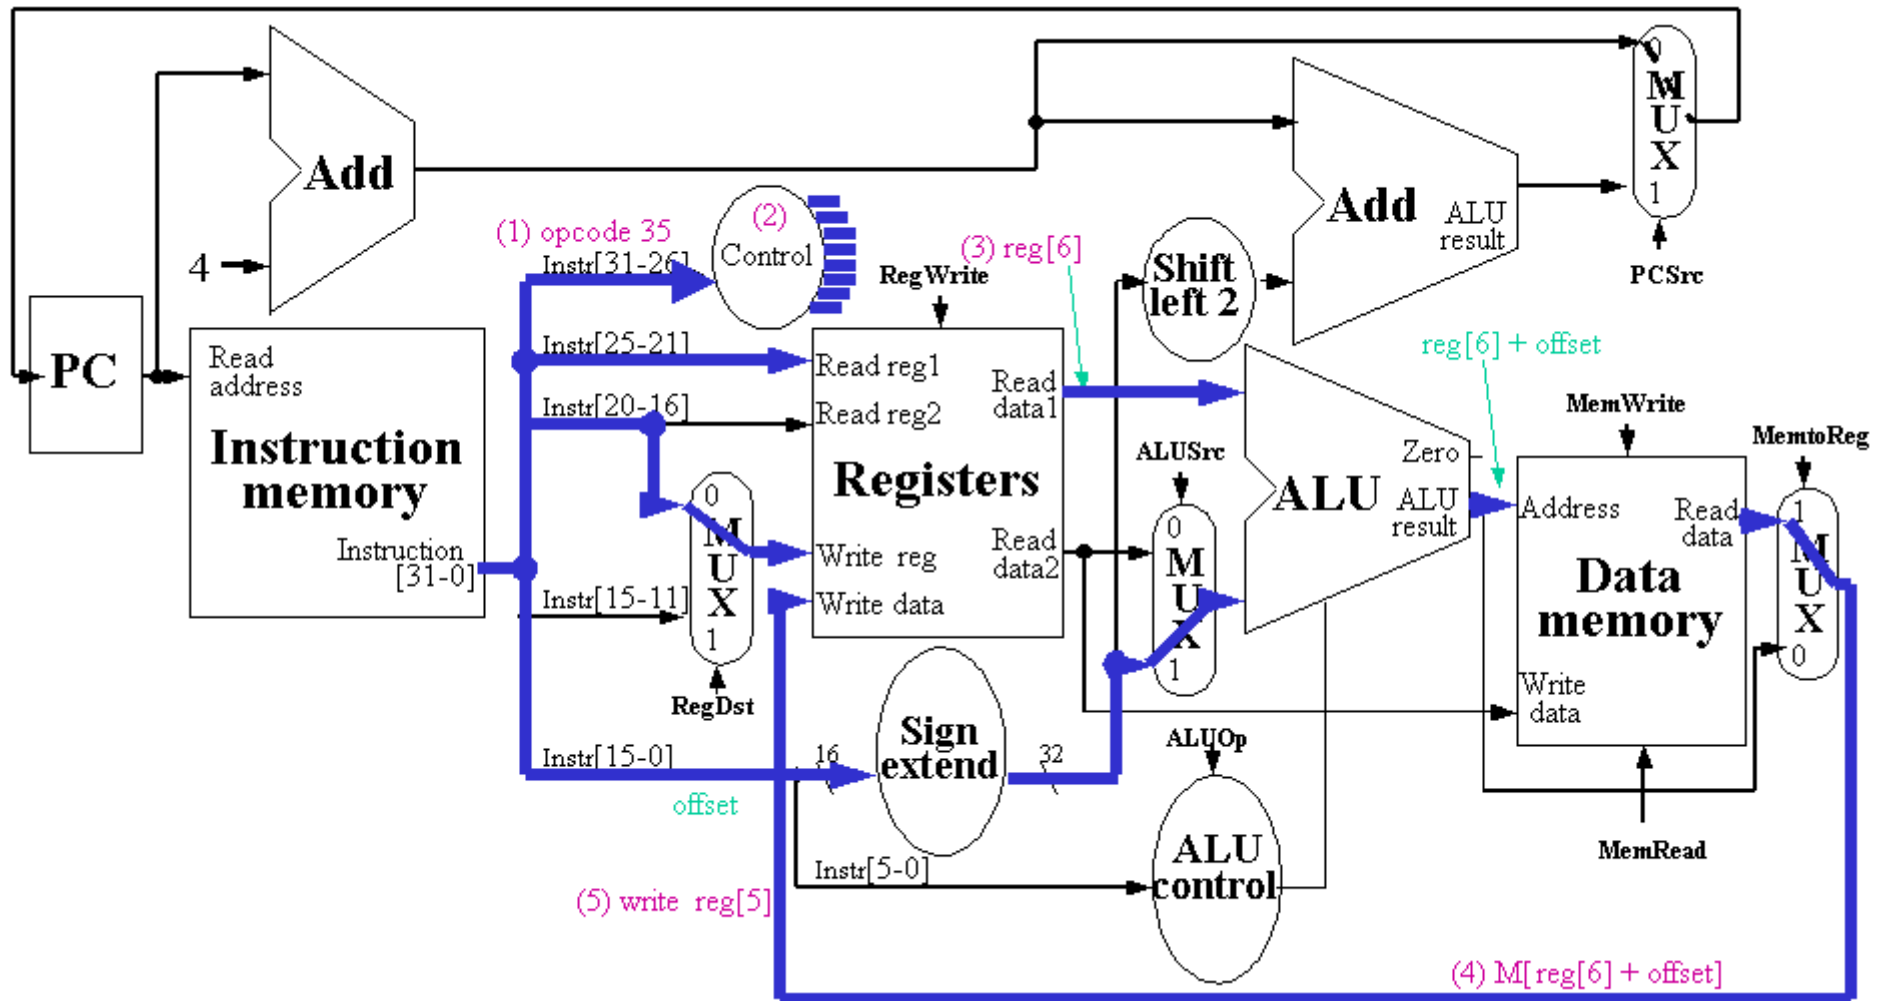 Add
4
PC
Read
address
Instruction
memory
Instruction
[31-0]
(1) opcode 35
Instr[31-26]
(2)
Control
Instr[25-21]
Instr[20-16]
Instr[15-11]
0
M
U
X
1
RegDst
RegWrite
Read reg1
Read reg2
Registers
Write reg
Write data
Read
data1
Read
data2
(3) reg[6]
Instr[15-0]
offset
16
Sign
extend
32
Instr[5-0]
(5) write reg[5]
Shift
left 2
ALUSrc
0
M
U
X
1
ALUOp
ALU
control
Add
ALU
result
0
M
U
X
1
PCSrc
ALU
Zero
ALU
result
reg[6] + offset
MemWrite
Address
Read
data
Data
memory
Write
data
MemRead
MemtoReg
1
M
U
X
0
(4) M[ reg[6] + offset]